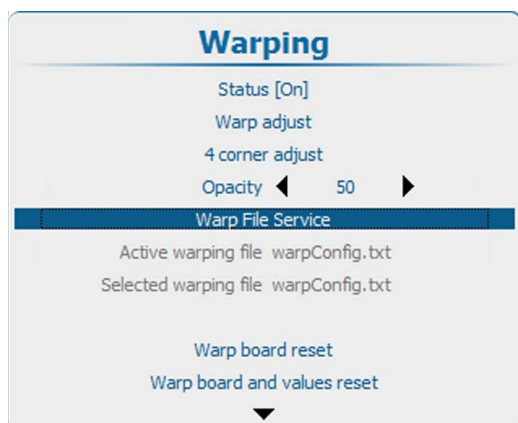 Warping
Status [On]
Warp adjust
4 corner adjust
Opacity 50
Warp File Service
Active warping file warpConfig.txt
Selected warping file warpConfig.txt
Warp board reset
Warp board and values reset